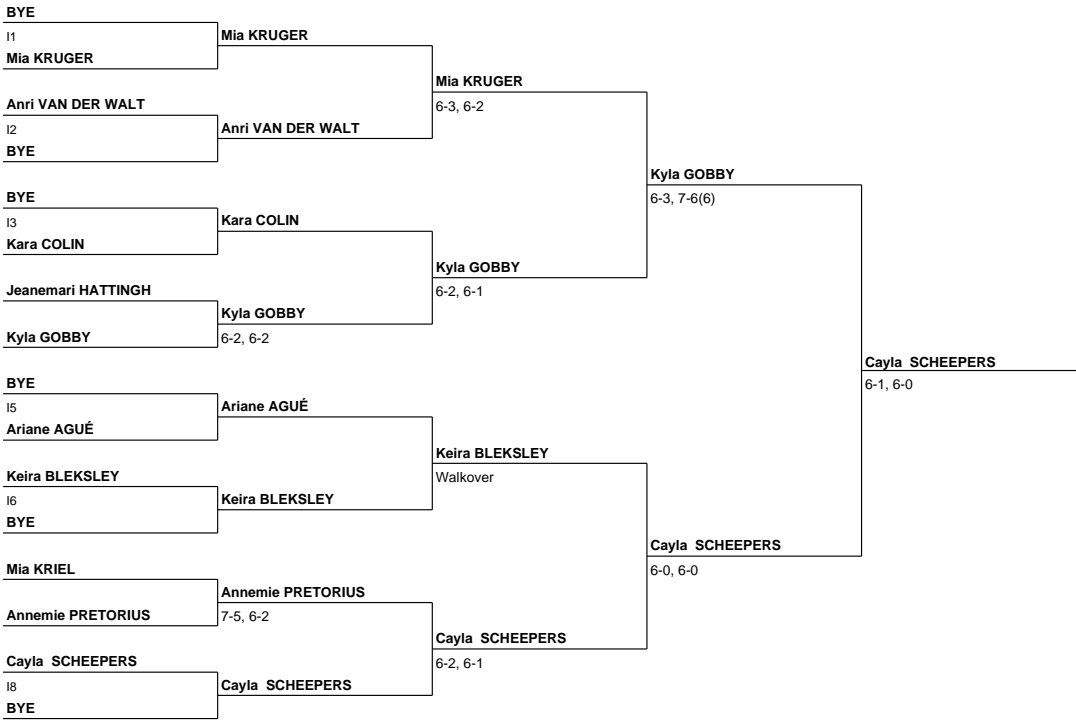 BYE
I1
Mia KRUGER
Anri VAN DER WALT
I2
BYE
BYE
I3
Kara COLIN
Jeanemari HATTINGH
Kyla GOBBY
BYE
I5
Ariane AGUÉ
Keira BLEKSLEY
I6
BYE
Mia KRIEL
Annemie PRETORIUS
Cayla SCHEEPERS
I8
BYE
Mia KRUGER
Anri VAN DER WALT
Kara COLIN
Kyla GOBBY
6-2, 6-2
Ariane AGUÉ
Keira BLEKSLEY
Annemie PRETORIUS
7-5, 6-2
Cayla SCHEEPERS
Mia KRUGER
6-3, 6-2
Kyla GOBBY
6-2, 6-1
Keira BLEKSLEY
Walkover
Cayla SCHEEPERS
6-2, 6-1
Kyla GOBBY
6-3, 7-6(6)
Cayla SCHEEPERS
6-0, 6-0
Cayla SCHEEPERS
6-1, 6-0